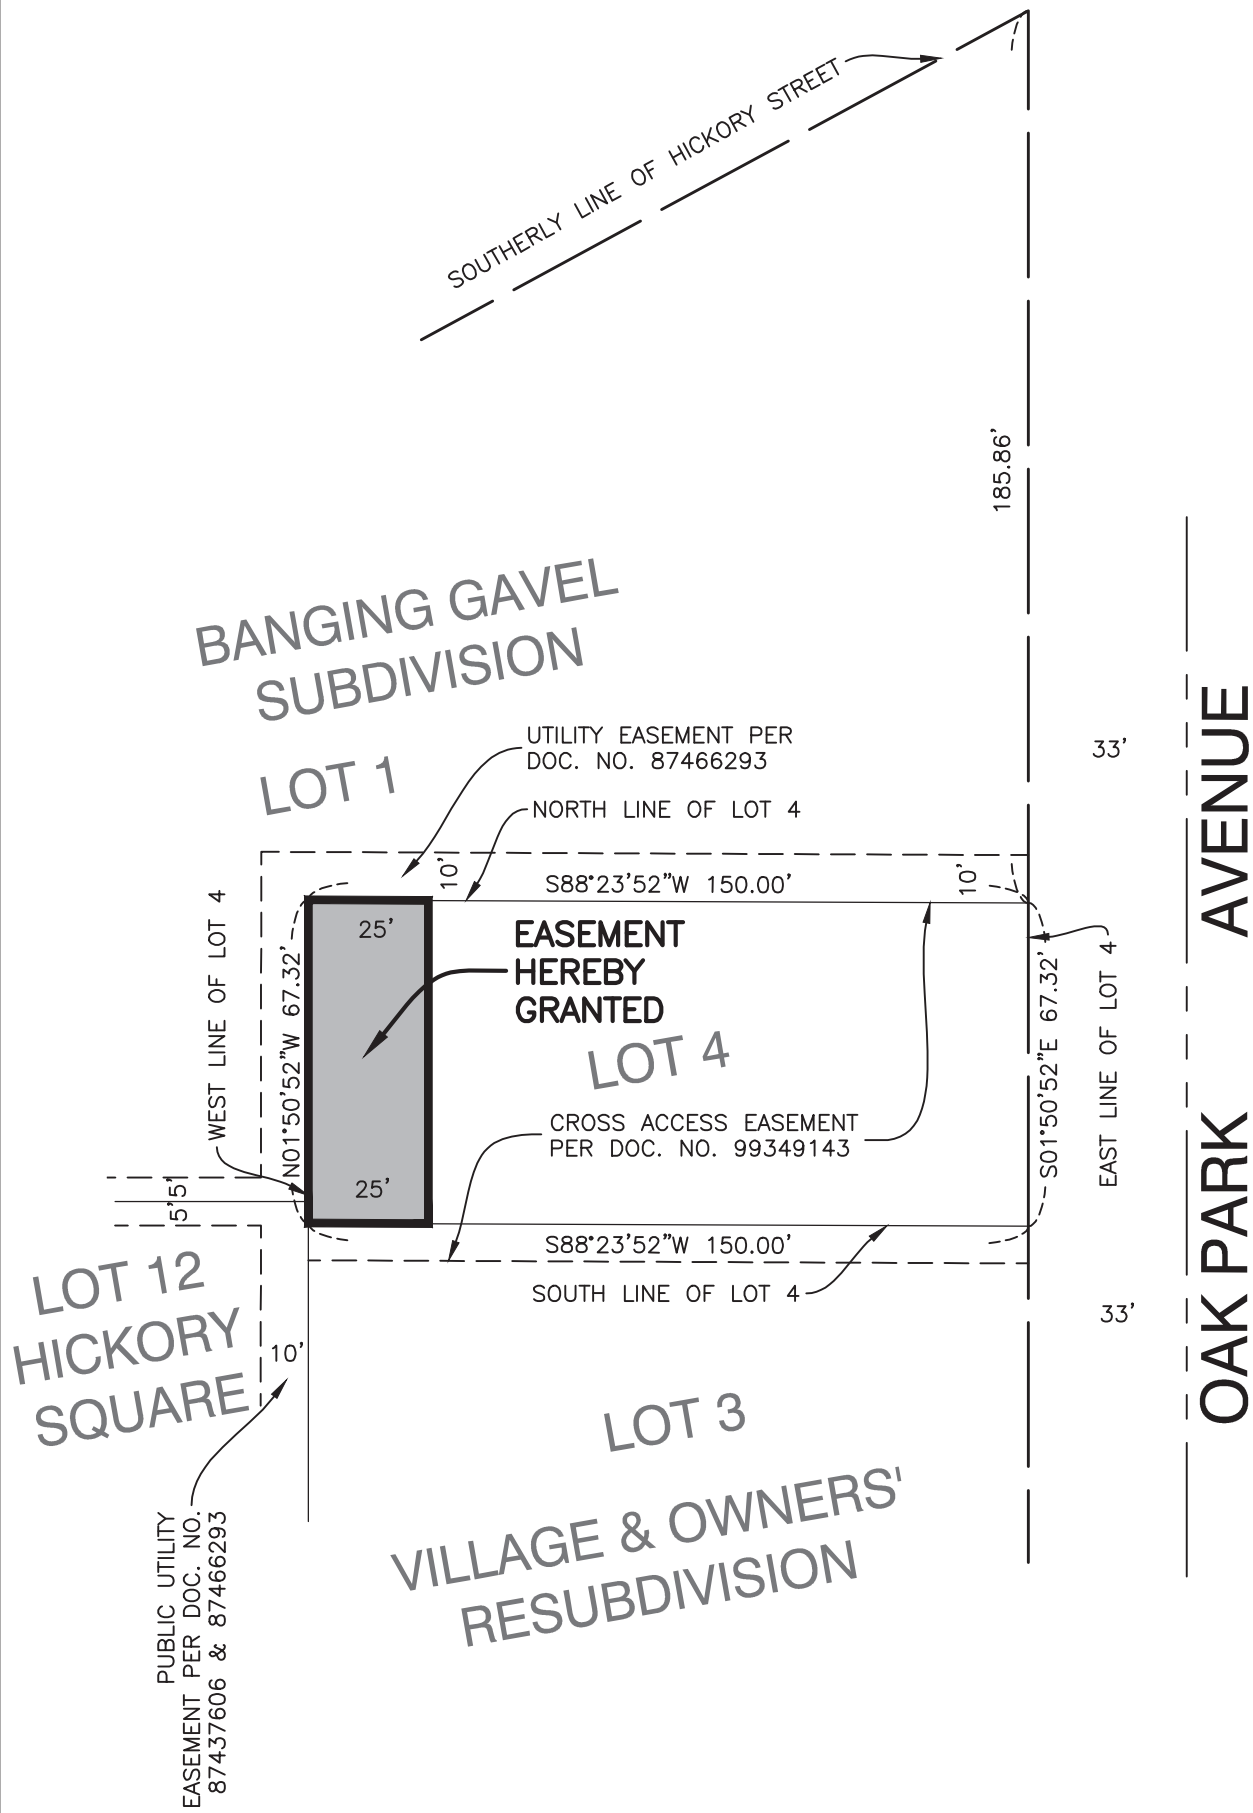 SOUTHERLY LINE OF HICKORY STREET
185.86'
BANGING GAVEL
SUBDIVISION
LOT 1
UTILITY EASEMENT PER
DOC. NO. 87466293
NORTH LINE OF LOT 4
33'
AVENUE
OAK PARK
10'
S88°23'52"W 150.00'
10'
WEST LINE OF LOT 4
N01°50'52"W 67.32'
25'
EASEMENT
HEREBY
GRANTED
LOT 4
S01°50'52"E 67.32'
EAST LINE OF LOT 4
CROSS ACCESS EASEMENT
PER DOC. NO. 99349143
25'
5'
5'
S88°23'52"W 150.00'
SOUTH LINE OF LOT 4
33'
LOT 12
HICKORY
SQUARE
10'
LOT 3
VILLAGE & OWNERS'
RESUBDIVISION
PUBLIC UTILITY
EASEMENT PER DOC. NO.
87437606 & 87466293